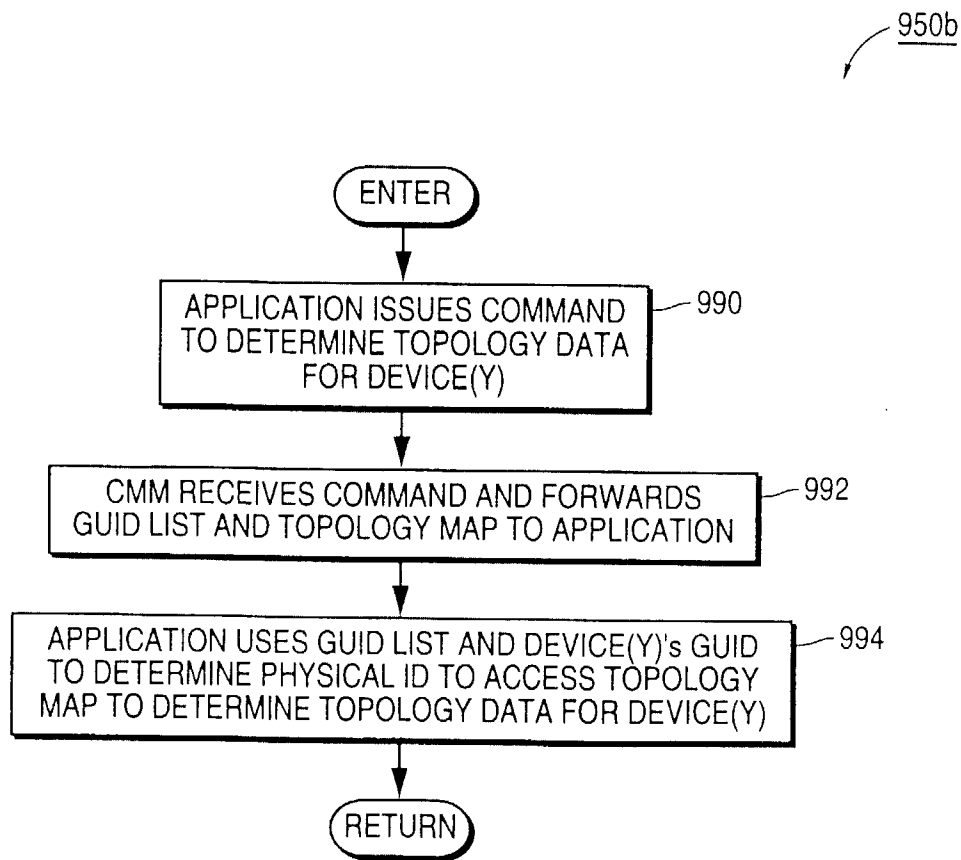 950b
ENTER
APPLICATION ISSUES COMMAND
TO DETERMINE TOPOLOGY DATA
FOR DEVICE(Y)
990
CMM RECEIVES COMMAND AND FORWARDS
GUID LIST AND TOPOLOGY MAP TO APPLICATION
992
APPLICATION USES GUID LIST AND DEVICE(Y)'s GUID
TO DETERMINE PHYSICAL ID TO ACCESS TOPOLOGY
MAP TO DETERMINE TOPOLOGY DATA FOR DEVICE(Y)
994
RETURN